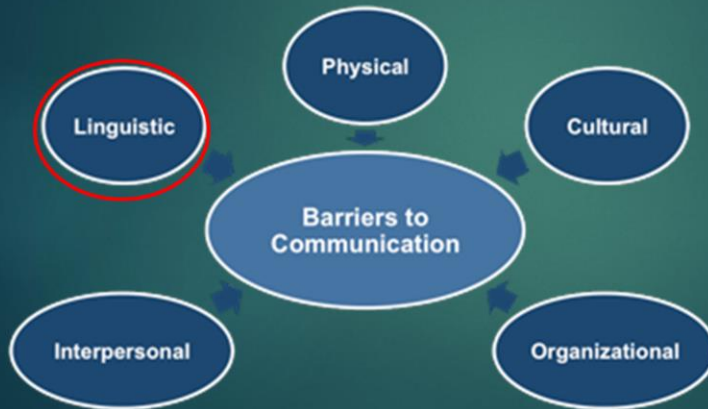 Physical
Linguistic
Cultural
Barriers to
Communication
Interpersonal
Organizational